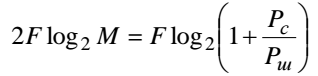 2F log₂ M = F log₂(1 + P_c / P_ш)